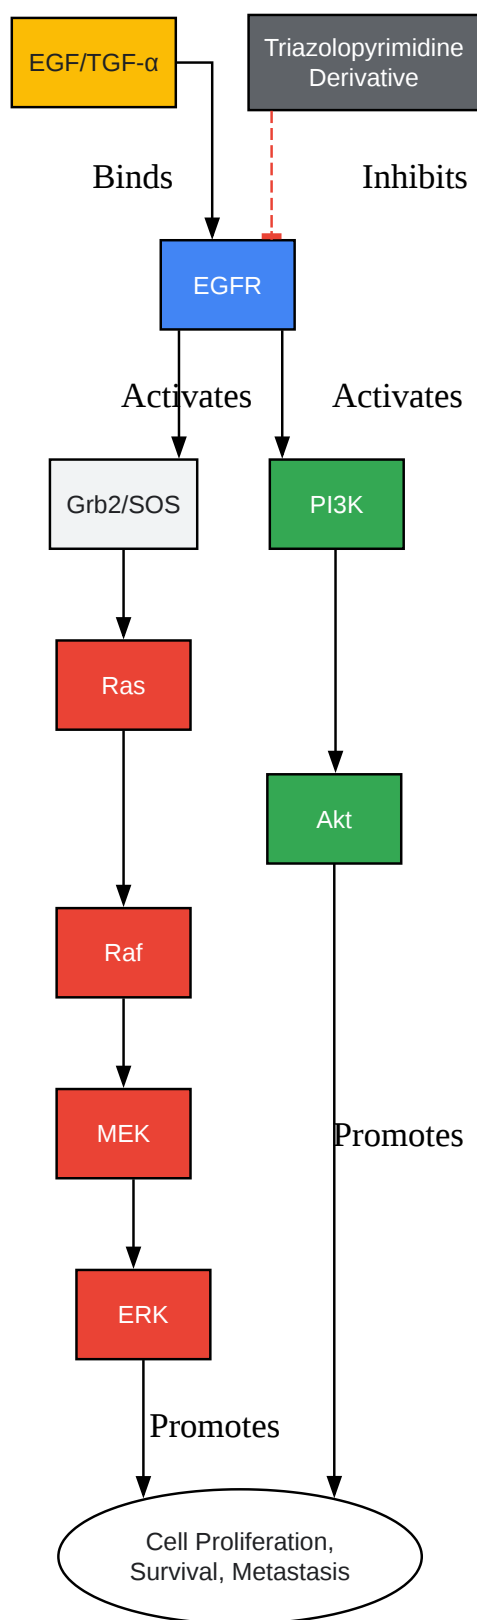 EGF/TGF-α
Triazolopyrimidine
Derivative
Binds
Inhibits
EGFR
Activates
Activates
Grb2/SOS
PI3K
Ras
Akt
Raf
MEK
Promotes
ERK
Promotes
Cell Proliferation,
Survival, Metastasis